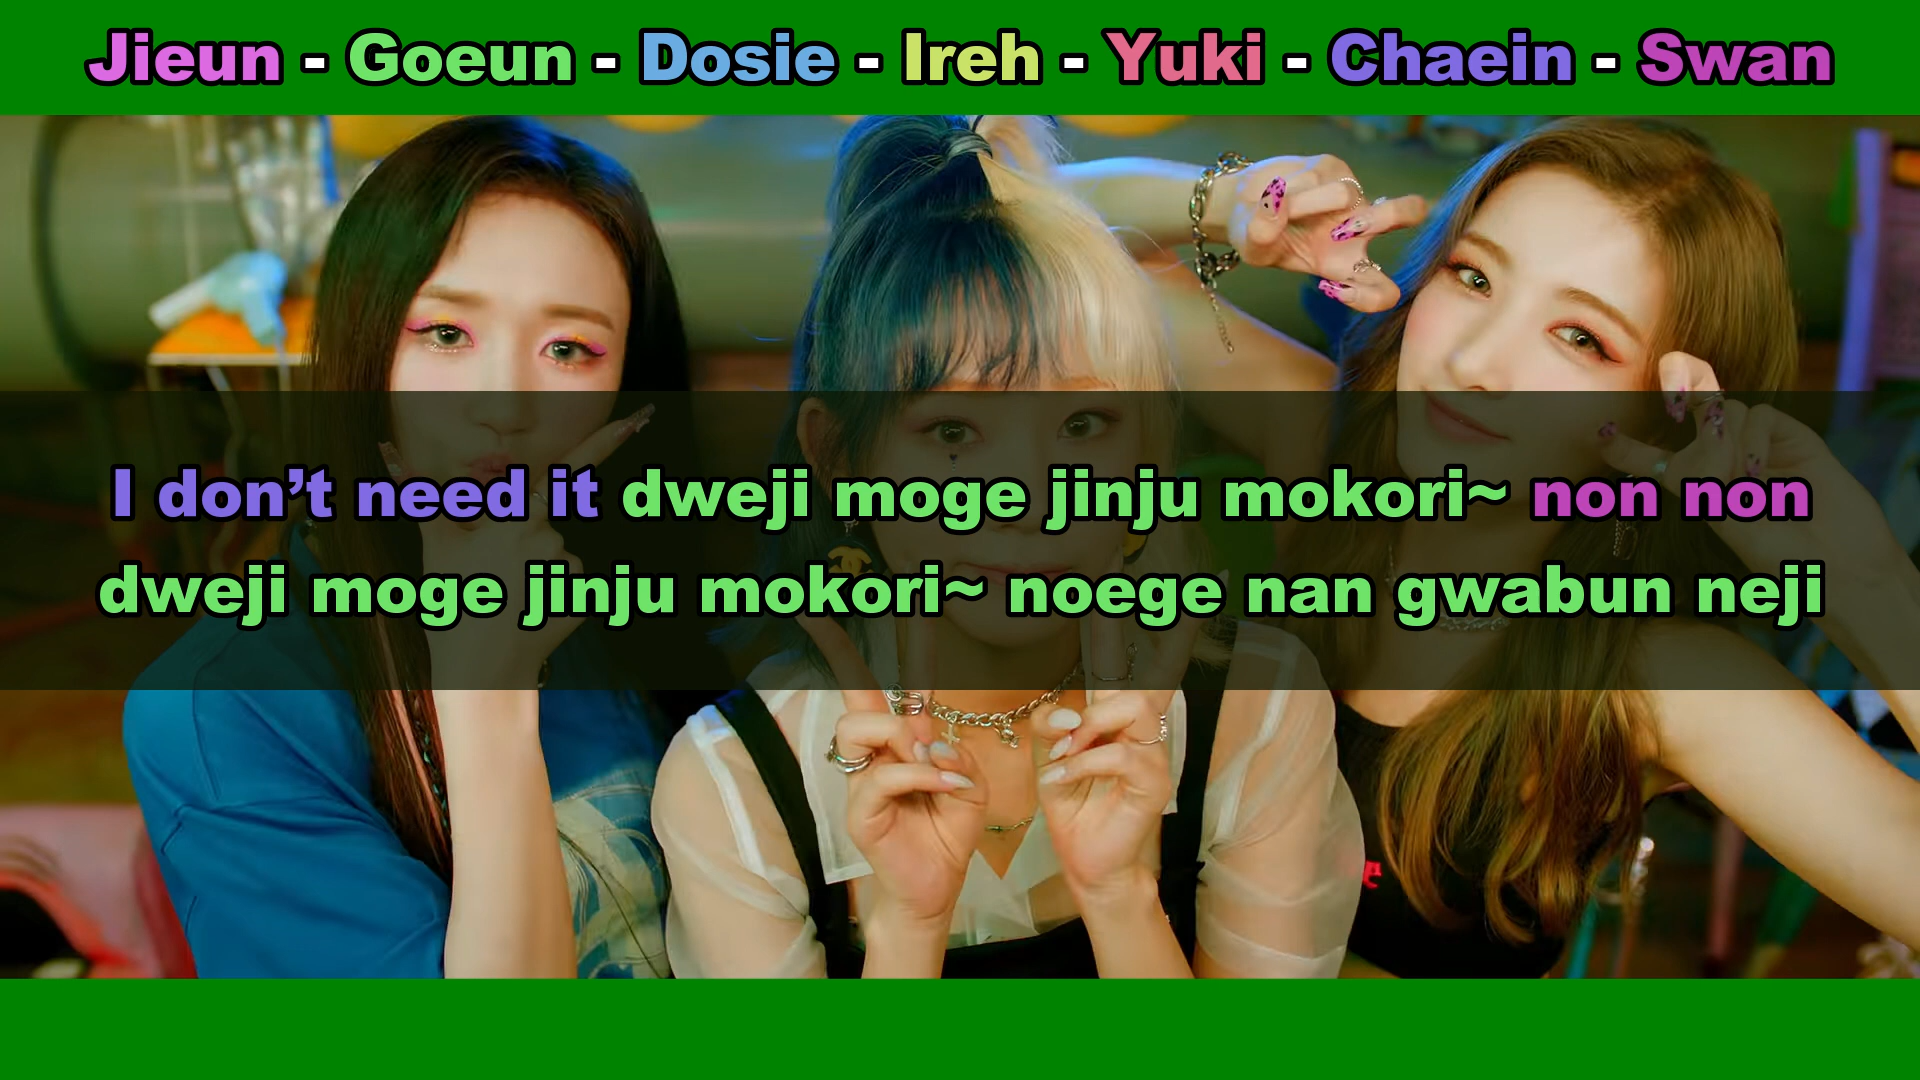 Jieun - Goeun - Dosie - Ireh - Yuki - Chaein - Swan
I don’t need it dweji moge jinju mokori~ non non
dweji moge jinju mokori~ noege nan gwabun neji